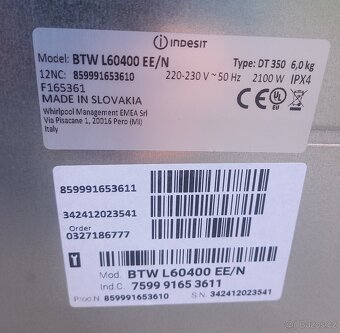 indesit
Model: BTW L60400 EE/N
Type: DT 350 6,0 kg
12NC: 859991653610
220-230 V ~ 50 Hz 2100 W IPX4
F165361
MADE IN SLOVAKIA
Whirlpool Management EMEA Srl
Via Pisacane 1, 20016 Pero (MI)
Italy
859991653611
342412023541
Order
0327186777
Mod. BTW L60400 EE/N
Ind.C. 7599 9165 3611
Proc.N 859991653610 S.N. 342412023541